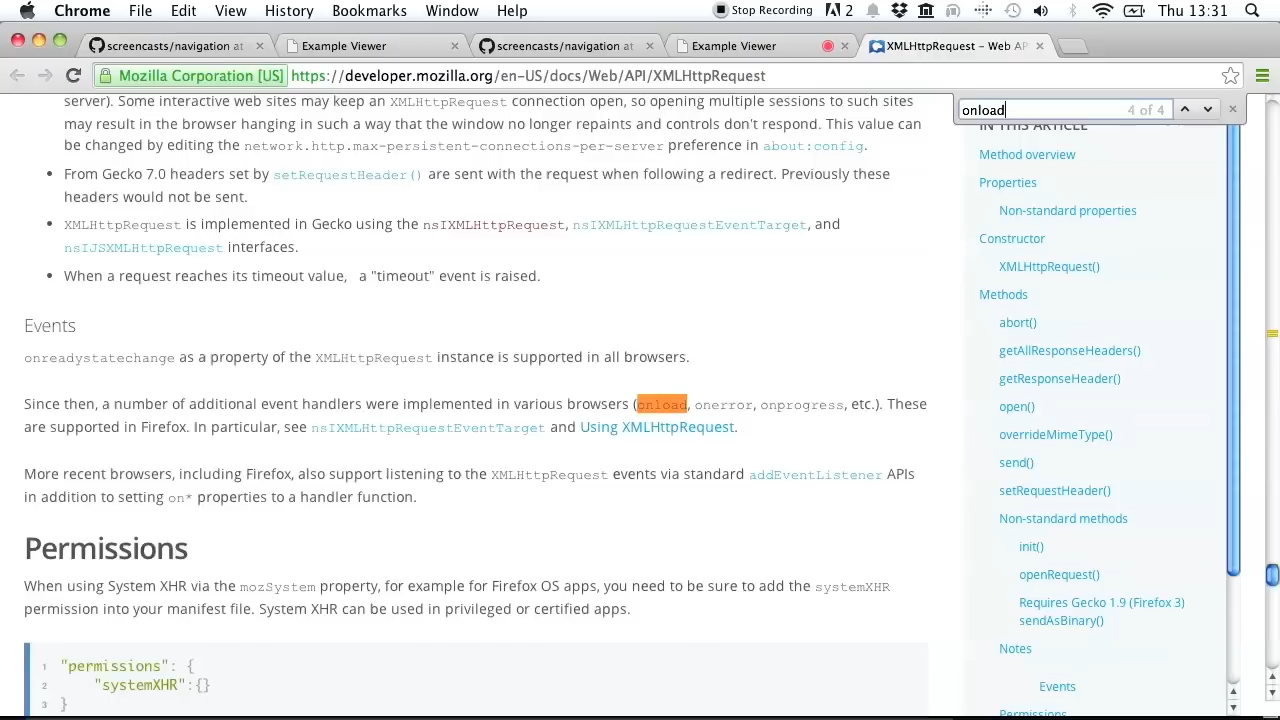 Chrome File Edit View History Bookmarks Window Help Stop Recording 2 Thu 13:31
screencasts/navigation at Example Viewer screencasts/navigation at Example Viewer XMLHttpRequest – Web AP
Mozilla Corporation [US] https://developer.mozilla.org/en-US/docs/Web/API/XMLHttpRequest
onload 4 of 4
server). Some interactive web sites may keep an XMLHttpRequest connection open, so opening multiple sessions to such sites
may result in the browser hanging in such a way that the window no longer repaints and controls don't respond. This value can
be changed by editing the network.http.max-persistent-connections-per-server preference in about:config.
From Gecko 7.0 headers set by setRequestHeader() are sent with the request when following a redirect. Previously these
headers would not be sent.
XMLHttpRequest is implemented in Gecko using the nsIXMLHttpRequest, nsIXMLHttpRequestEventTarget, and
nsIJSXMLHttpRequest interfaces.
When a request reaches its timeout value, a "timeout" event is raised.
Events
onreadystatechange as a property of the XMLHttpRequest instance is supported in all browsers.
Since then, a number of additional event handlers were implemented in various browsers (onload, onerror, onprogress, etc.). These
are supported in Firefox. In particular, see nsIXMLHttpRequestEventTarget and Using XMLHttpRequest.
More recent browsers, including Firefox, also support listening to the XMLHttpRequest events via standard addEventListener APIs
in addition to setting on* properties to a handler function.
Permissions
When using System XHR via the mozSystem property, for example for Firefox OS apps, you need to be sure to add the systemXHR
permission into your manifest file. System XHR can be used in privileged or certified apps.
1 "permissions": {
2 "systemXHR":{}
3 }
IN THIS ARTICLE
Method overview
Properties
Non-standard properties
Constructor
XMLHttpRequest()
Methods
abort()
getAllResponseHeaders()
getResponseHeader()
open()
overrideMimeType()
send()
setRequestHeader()
Non-standard methods
init()
openRequest()
Requires Gecko 1.9 (Firefox 3)
sendAsBinary()
Notes
Events
Permissions